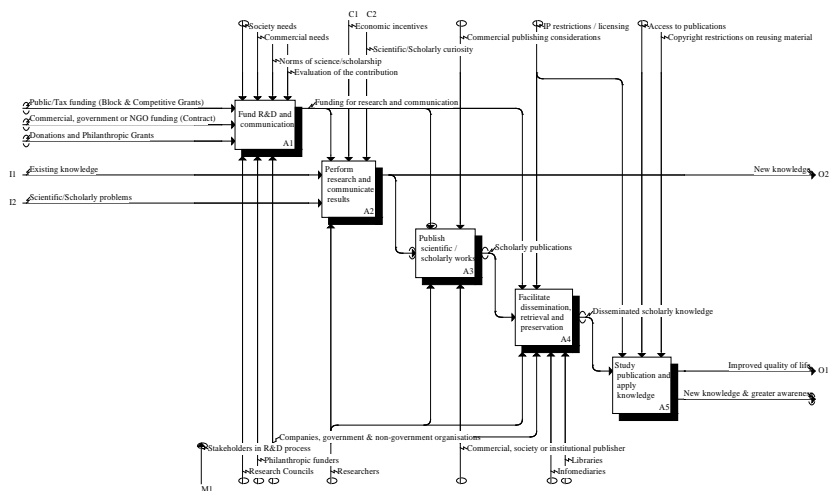 C1 C2
Society needs
Economic incentives
IP restrictions / licensing
Access to publications
Commercial needs
Commercial publishing considerations
Copyright restrictions on reusing material
Scientific/Scholarly curiosity
Norms of science/scholarship
Evaluation of the contribution
Public/Tax funding (Block & Competitive Grants)
Funding for research and communication
Fund R&D and
communication
A1
Commercial, government or NGO funding (Contract)
Donations and Philanthropic Grants
I1
Existing knowledge
Perform
research and
communicate
results
A2
New knowledge
O2
I2
Scientific/Scholarly problems
Publish
scientific /
scholarly works
A3
Scholarly publications
Facilitate
dissemination,
retrieval and
preservation
A4
Disseminated scholarly knowledge
Study
publication and
apply
knowledge
A5
Improved quality of life
O1
New knowledge & greater awareness
Companies, government & non-government organisations
Stakeholders in R&D process
Commercial, society or institutional publisher
Philanthropic funders
Libraries
Research Councils
Researchers
Infomediaries
M1